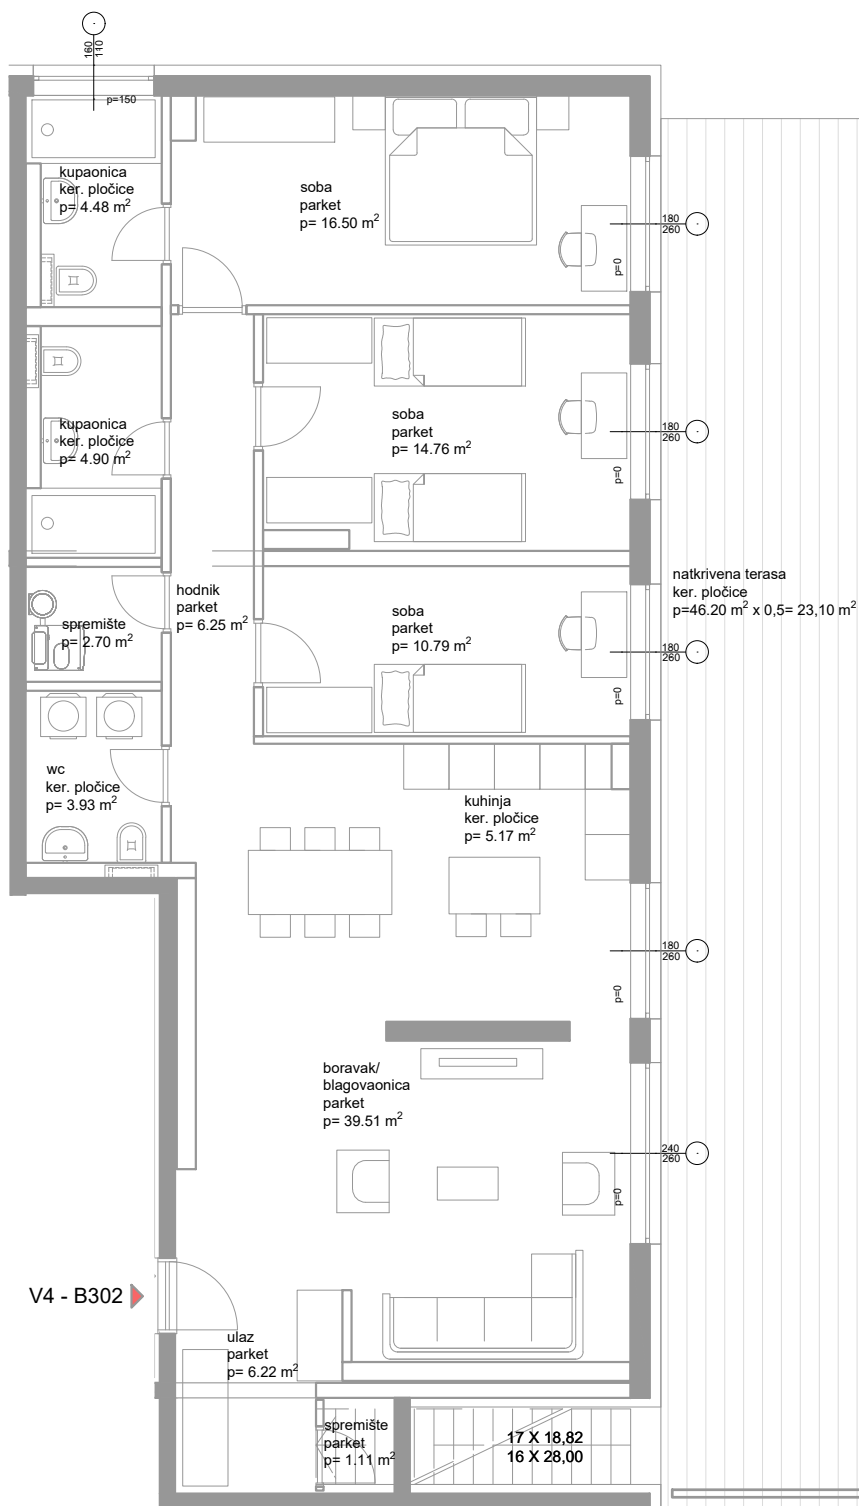 160
110
p=150
kupaonica
ker. pločice
p= 4.48 m²
soba
parket
p= 16.50 m²
180
260
p=0
soba
parket
p= 14.76 m²
180
260
p=0
kupaonica
ker. pločice
p= 4.90 m²
hodnik
parket
p= 6.25 m²
spremište
p= 2.70 m²
soba
parket
p= 10.79 m²
natkrivena terasa
ker. pločice
p=46.20 m² x 0,5= 23,10 m²
180
260
p=0
wc
ker. pločice
p= 3.93 m²
kuhinja
ker. pločice
p= 5.17 m²
180
260
p=0
boravak/
blagovaonica
parket
p= 39.51 m²
240
260
p=0
V4 - B302
ulaz
parket
p= 6.22 m²
spremište
parket
p= 1.11 m²
17 X 18,82
16 X 28,00